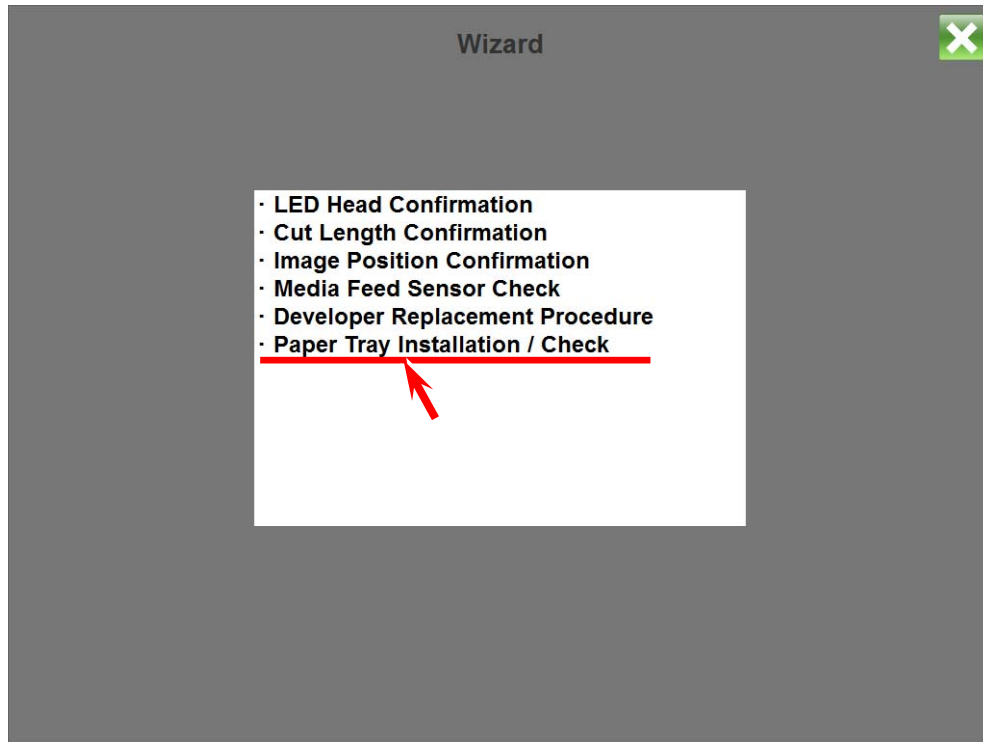 Wizard
· LED Head Confirmation
· Cut Length Confirmation
· Image Position Confirmation
· Media Feed Sensor Check
· Developer Replacement Procedure
· Paper Tray Installation / Check